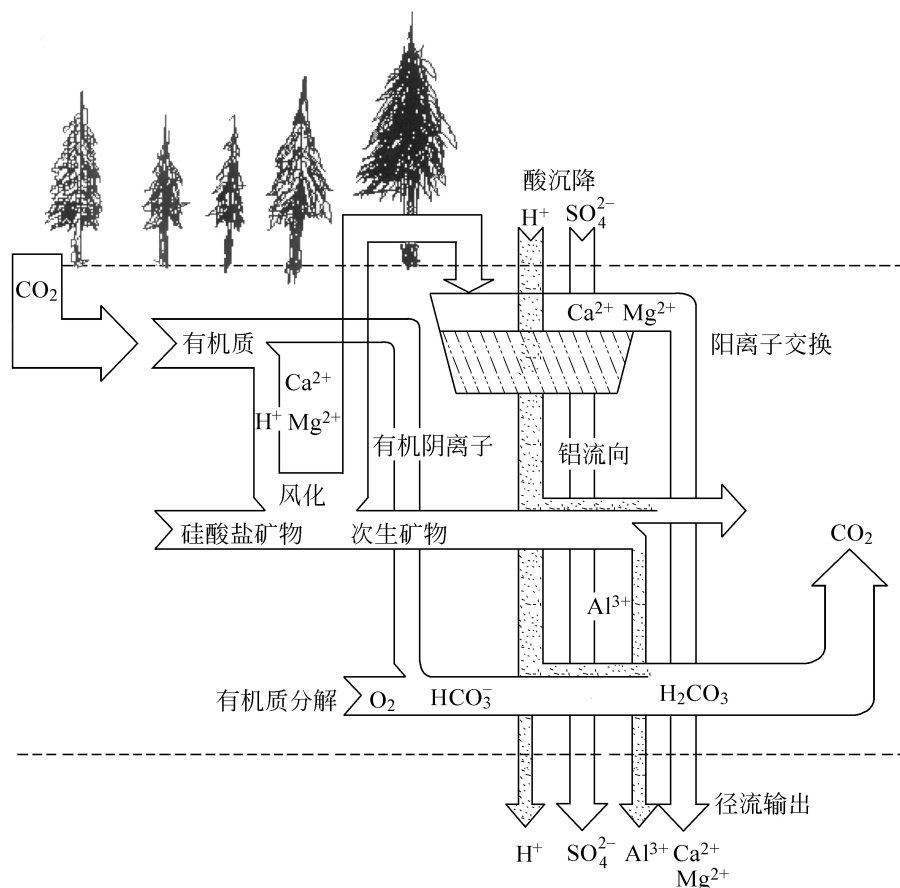 酸沉降
H⁺ SO₄²⁻
CO₂
Ca²⁺ Mg²⁺
有机质
阳离子交换
Ca²⁺
H⁺ Mg²⁺
有机阴离子
铝流向
风化
硅酸盐矿物
次生矿物
CO₂
Al³⁺
有机质分解
O₂
HCO₃⁻
H₂CO₃
径流输出
H⁺ SO₄²⁻ Al³⁺ Ca²⁺
Mg²⁺